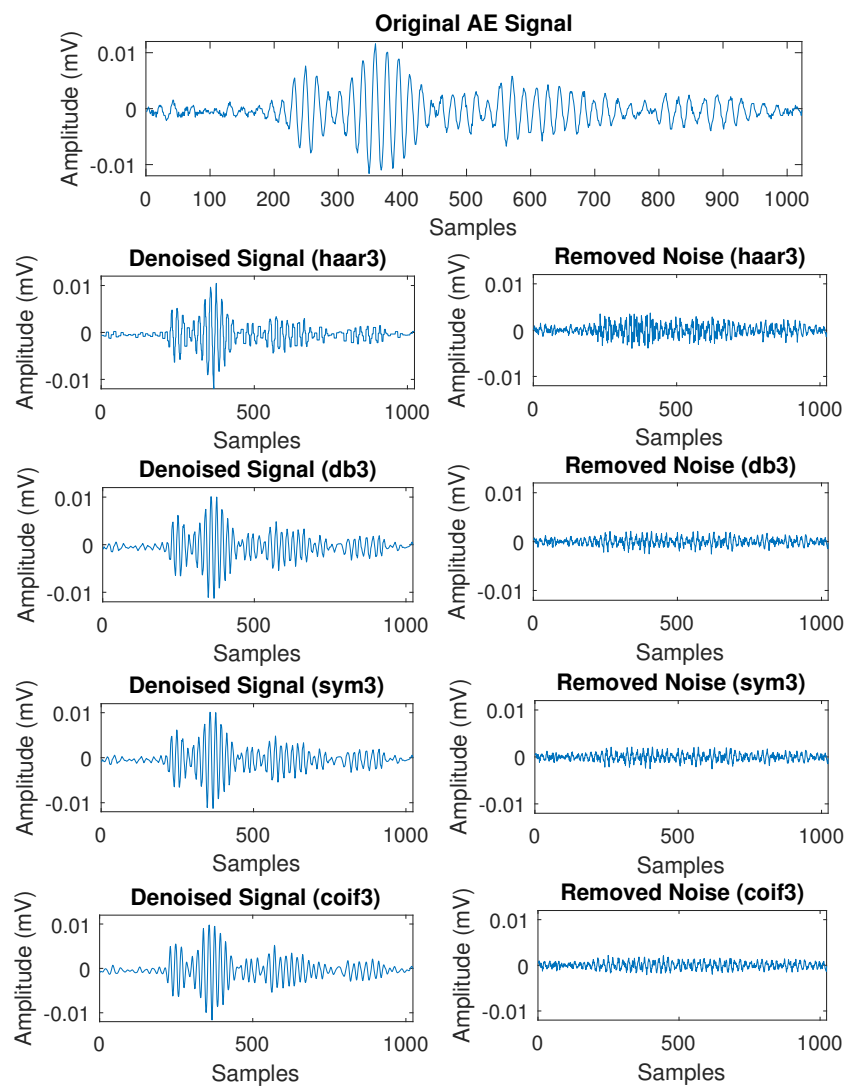 Original AE Signal
Amplitude (mV)
0.01
0
-0.01
0 100 200 300 400 500 600 700 800 900 1000
Samples
Denoised Signal (haar3)
Amplitude (mV)
0.01
0
-0.01
0 500 1000
Samples
Removed Noise (haar3)
Amplitude (mV)
0.01
0
-0.01
0 500 1000
Samples
Denoised Signal (db3)
Amplitude (mV)
0.01
0
-0.01
0 500 1000
Samples
Removed Noise (db3)
Amplitude (mV)
0.01
0
-0.01
0 500 1000
Samples
Denoised Signal (sym3)
Amplitude (mV)
0.01
0
-0.01
0 500 1000
Samples
Removed Noise (sym3)
Amplitude (mV)
0.01
0
-0.01
0 500 1000
Samples
Denoised Signal (coif3)
Amplitude (mV)
0.01
0
-0.01
0 500 1000
Samples
Removed Noise (coif3)
Amplitude (mV)
0.01
0
-0.01
0 500 1000
Samples